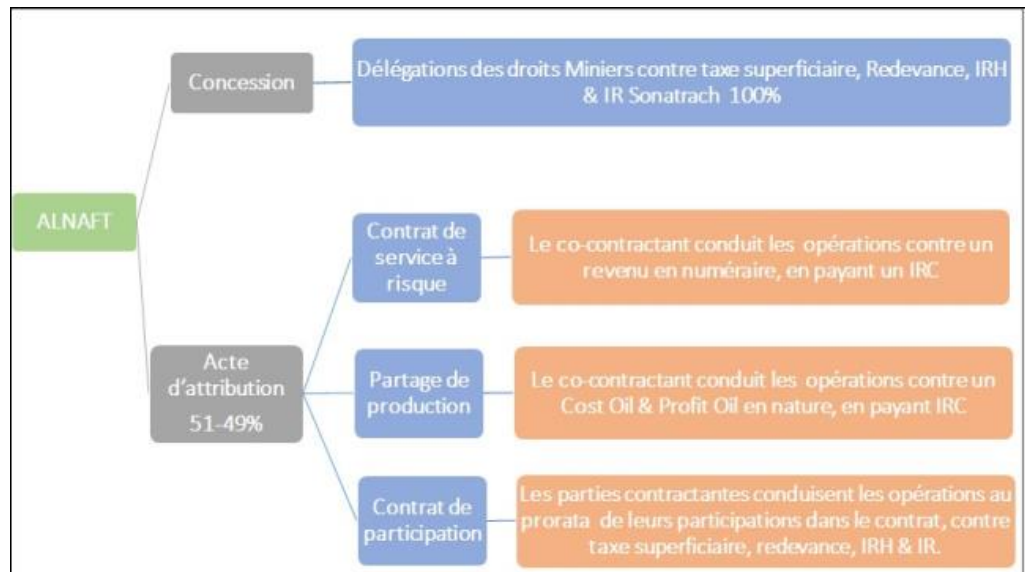 ALNAFT
Concession
Délégations des droits Miniers contre taxe superficiaire, Redevance, IRH
& IR Sonatrach 100%
Acte
d'attribution
51-49%
Contrat de
service à
risque
Le co-contractant conduit les opérations contre un
revenu en numéraire, en payant un IRC
Partage de
production
Le co-contractant conduit les opérations contre un
Cost Oil & Profit Oil en nature, en payant IRC
Contrat de
participation
Les parties contractantes conduisent les opérations au
prorata de leurs participations dans le contrat, contre
taxe superficiaire, redevance, IRH & IR.